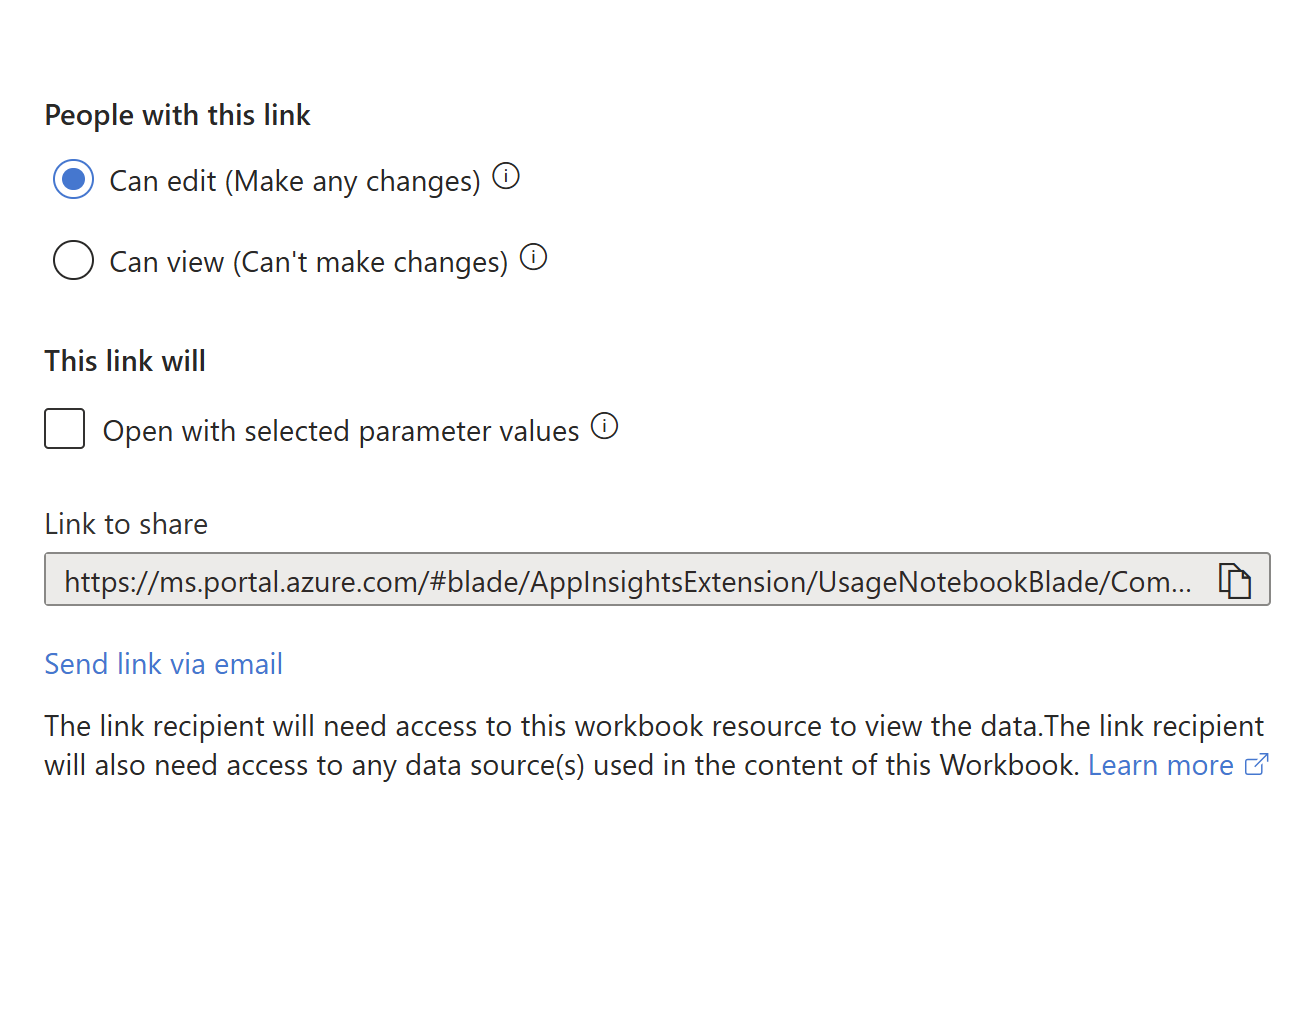 People with this link
Can edit (Make any changes)
Can view (Can't make changes)
This link will
Open with selected parameter values
Link to share
https://ms.portal.azure.com/#blade/AppInsightsExtension/UsageNotebookBlade/Com...
Send link via email
The link recipient will need access to this workbook resource to view the data.The link recipient
will also need access to any data source(s) used in the content of this Workbook. Learn more